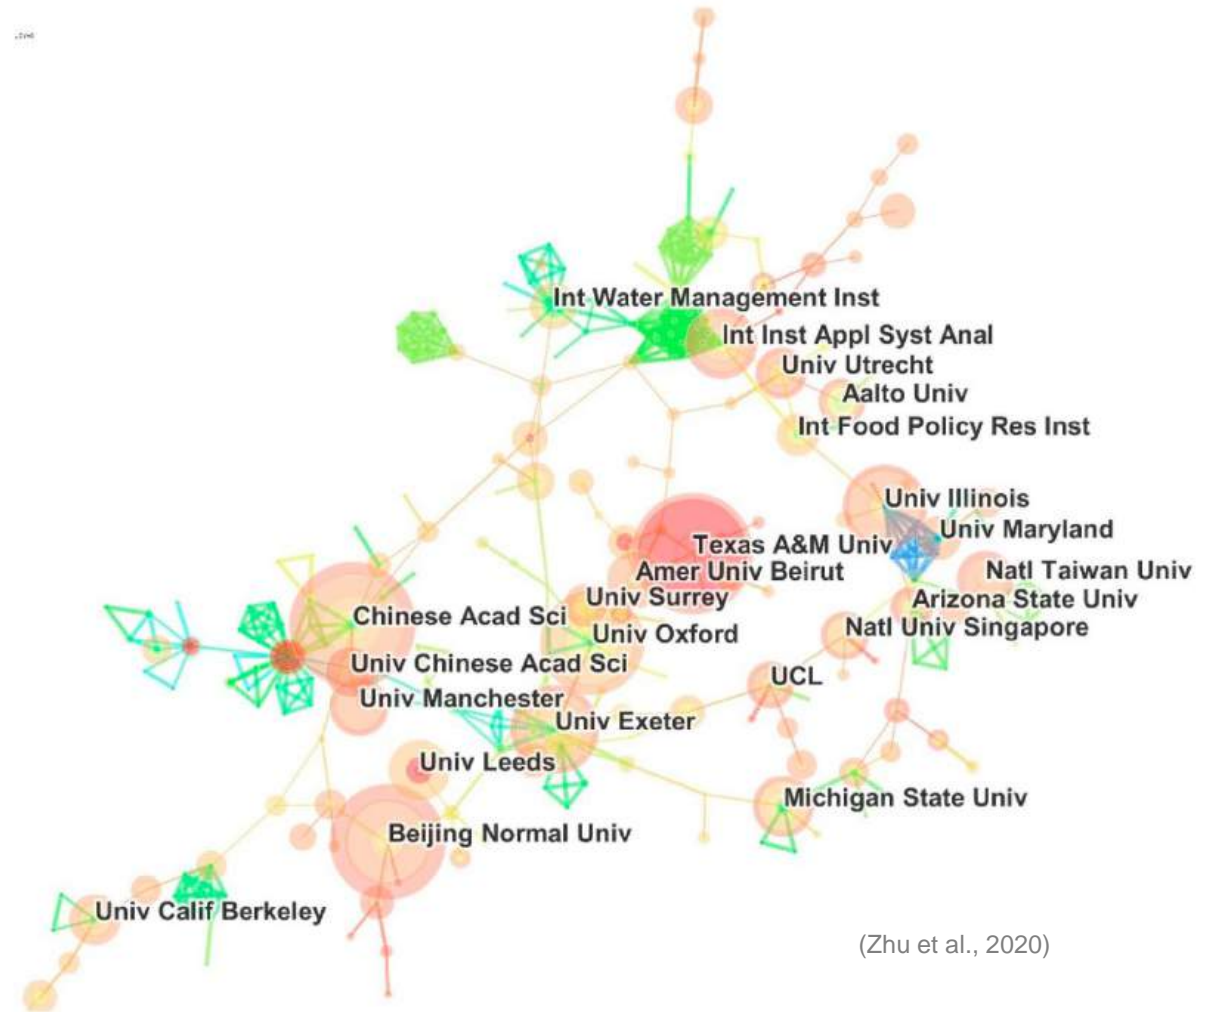 Int Water Management Inst
Int Inst Appl Syst Anal
Univ Utrecht
Aalto Univ
Int Food Policy Res Inst
Univ Illinois
Univ Maryland
Texas A&M Univ
Amer Univ Beirut
Natl Taiwan Univ
Univ Surrey
Arizona State Univ
Chinese Acad Sci
Univ Oxford
Natl Univ Singapore
Univ Chinese Acad Sci
UCL
Univ Manchester
Univ Exeter
Univ Leeds
Michigan State Univ
Beijing Normal Univ
Univ Calif Berkeley
(Zhu et al., 2020)